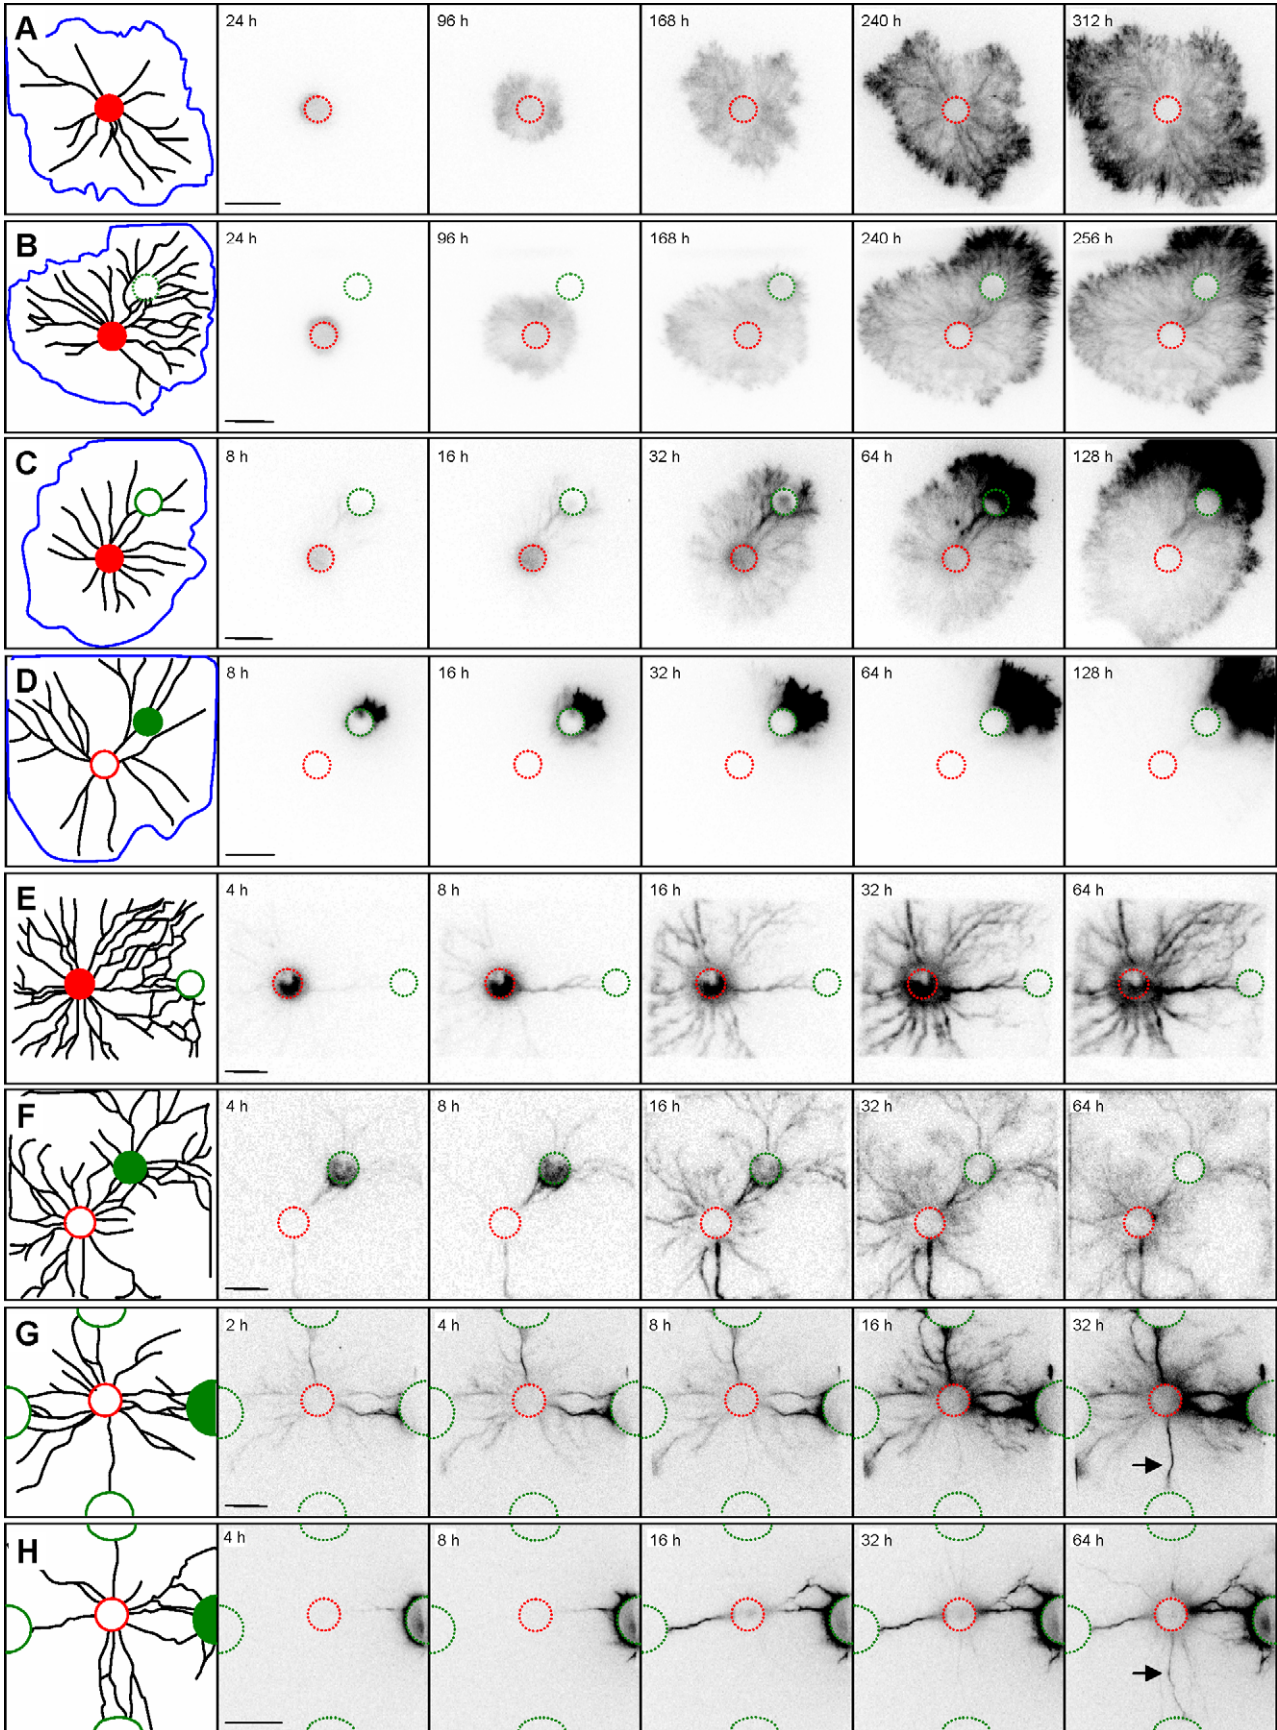 A 24 h 96 h 168 h 240 h 312 h
B 24 h 96 h 168 h 240 h 256 h
C 8 h 16 h 32 h 64 h 128 h
D 8 h 16 h 32 h 64 h 128 h
E 4 h 8 h 16 h 32 h 64 h
F 4 h 8 h 16 h 32 h 64 h
G 2 h 4 h 8 h 16 h 32 h
H 4 h 8 h 16 h 32 h 64 h